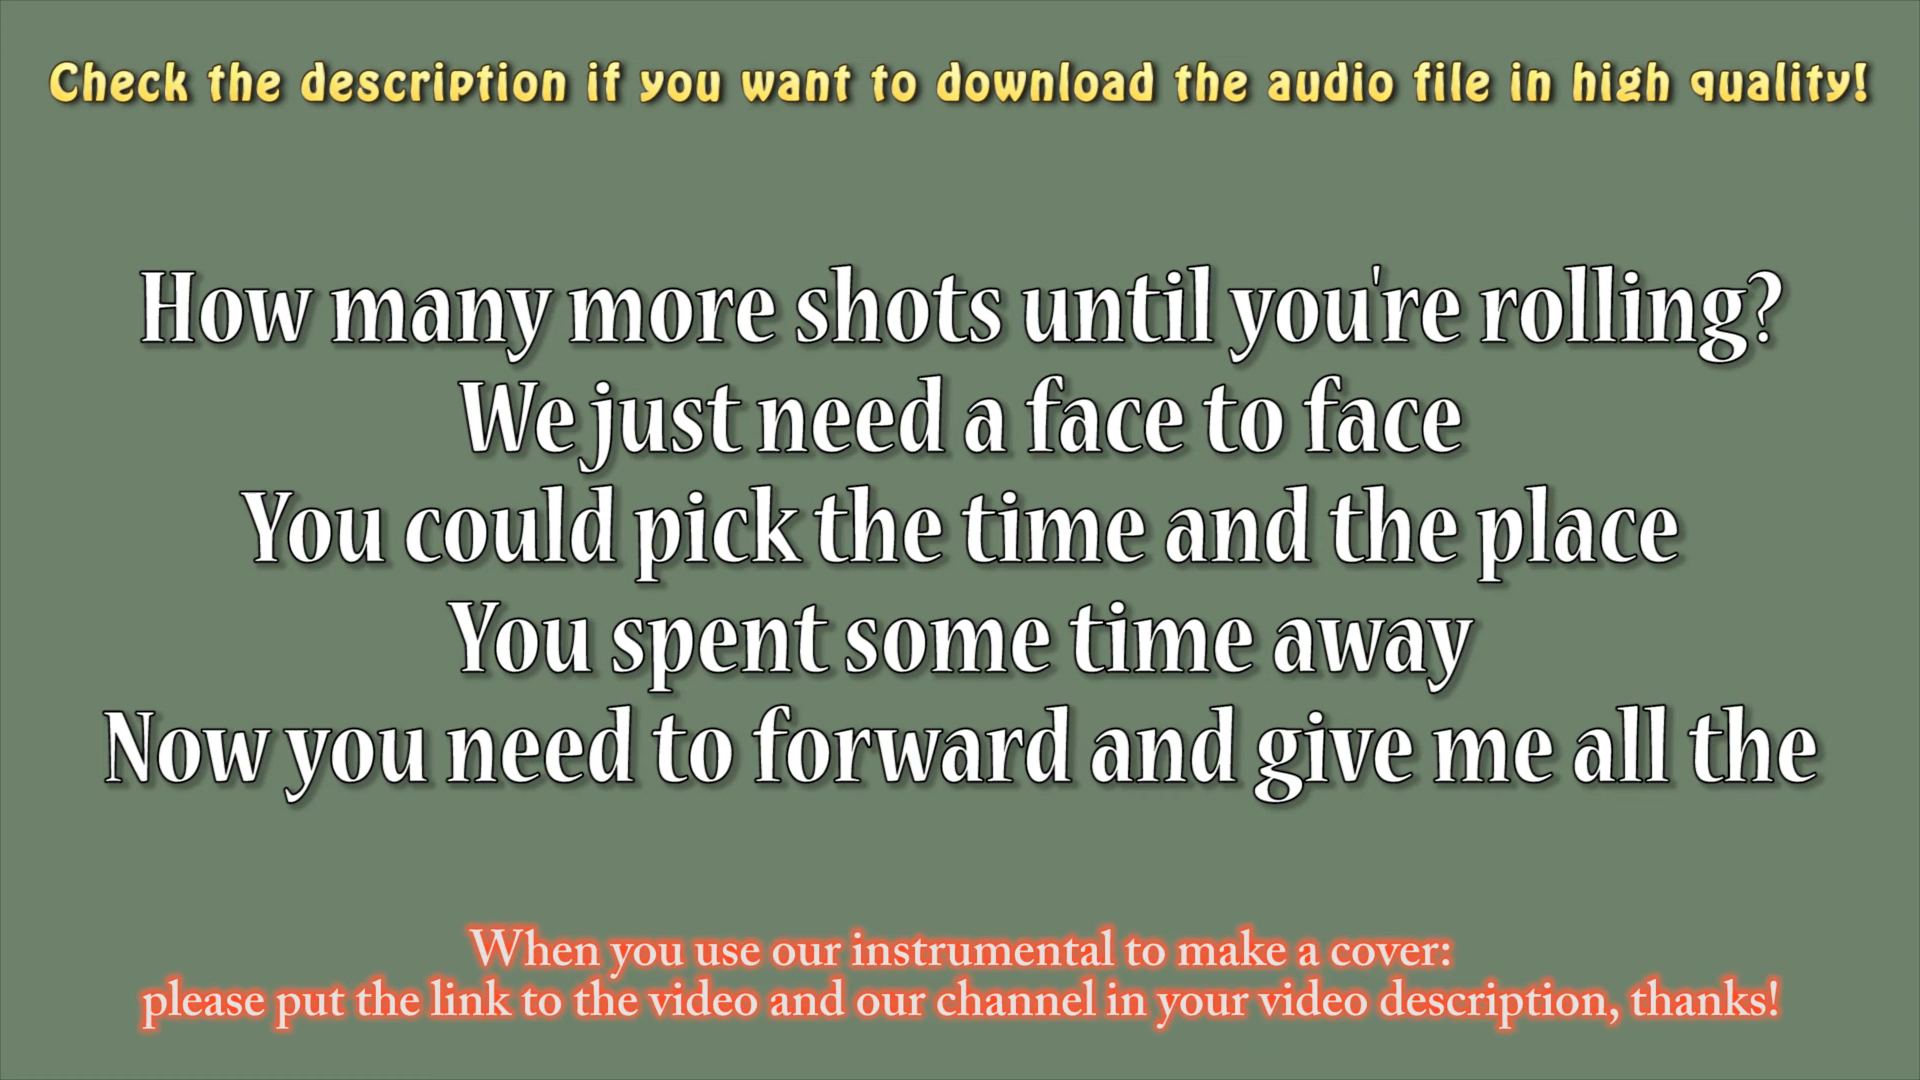 Check the description if you want to download the audio file in high quality!
How many more shots until you're rolling?
We just need a face to face
You could pick the time and the place
You spent some time away
Now you need to forward and give me all the
When you use our instrumental to make a cover:
please put the link to the video and our channel in your video description, thanks!